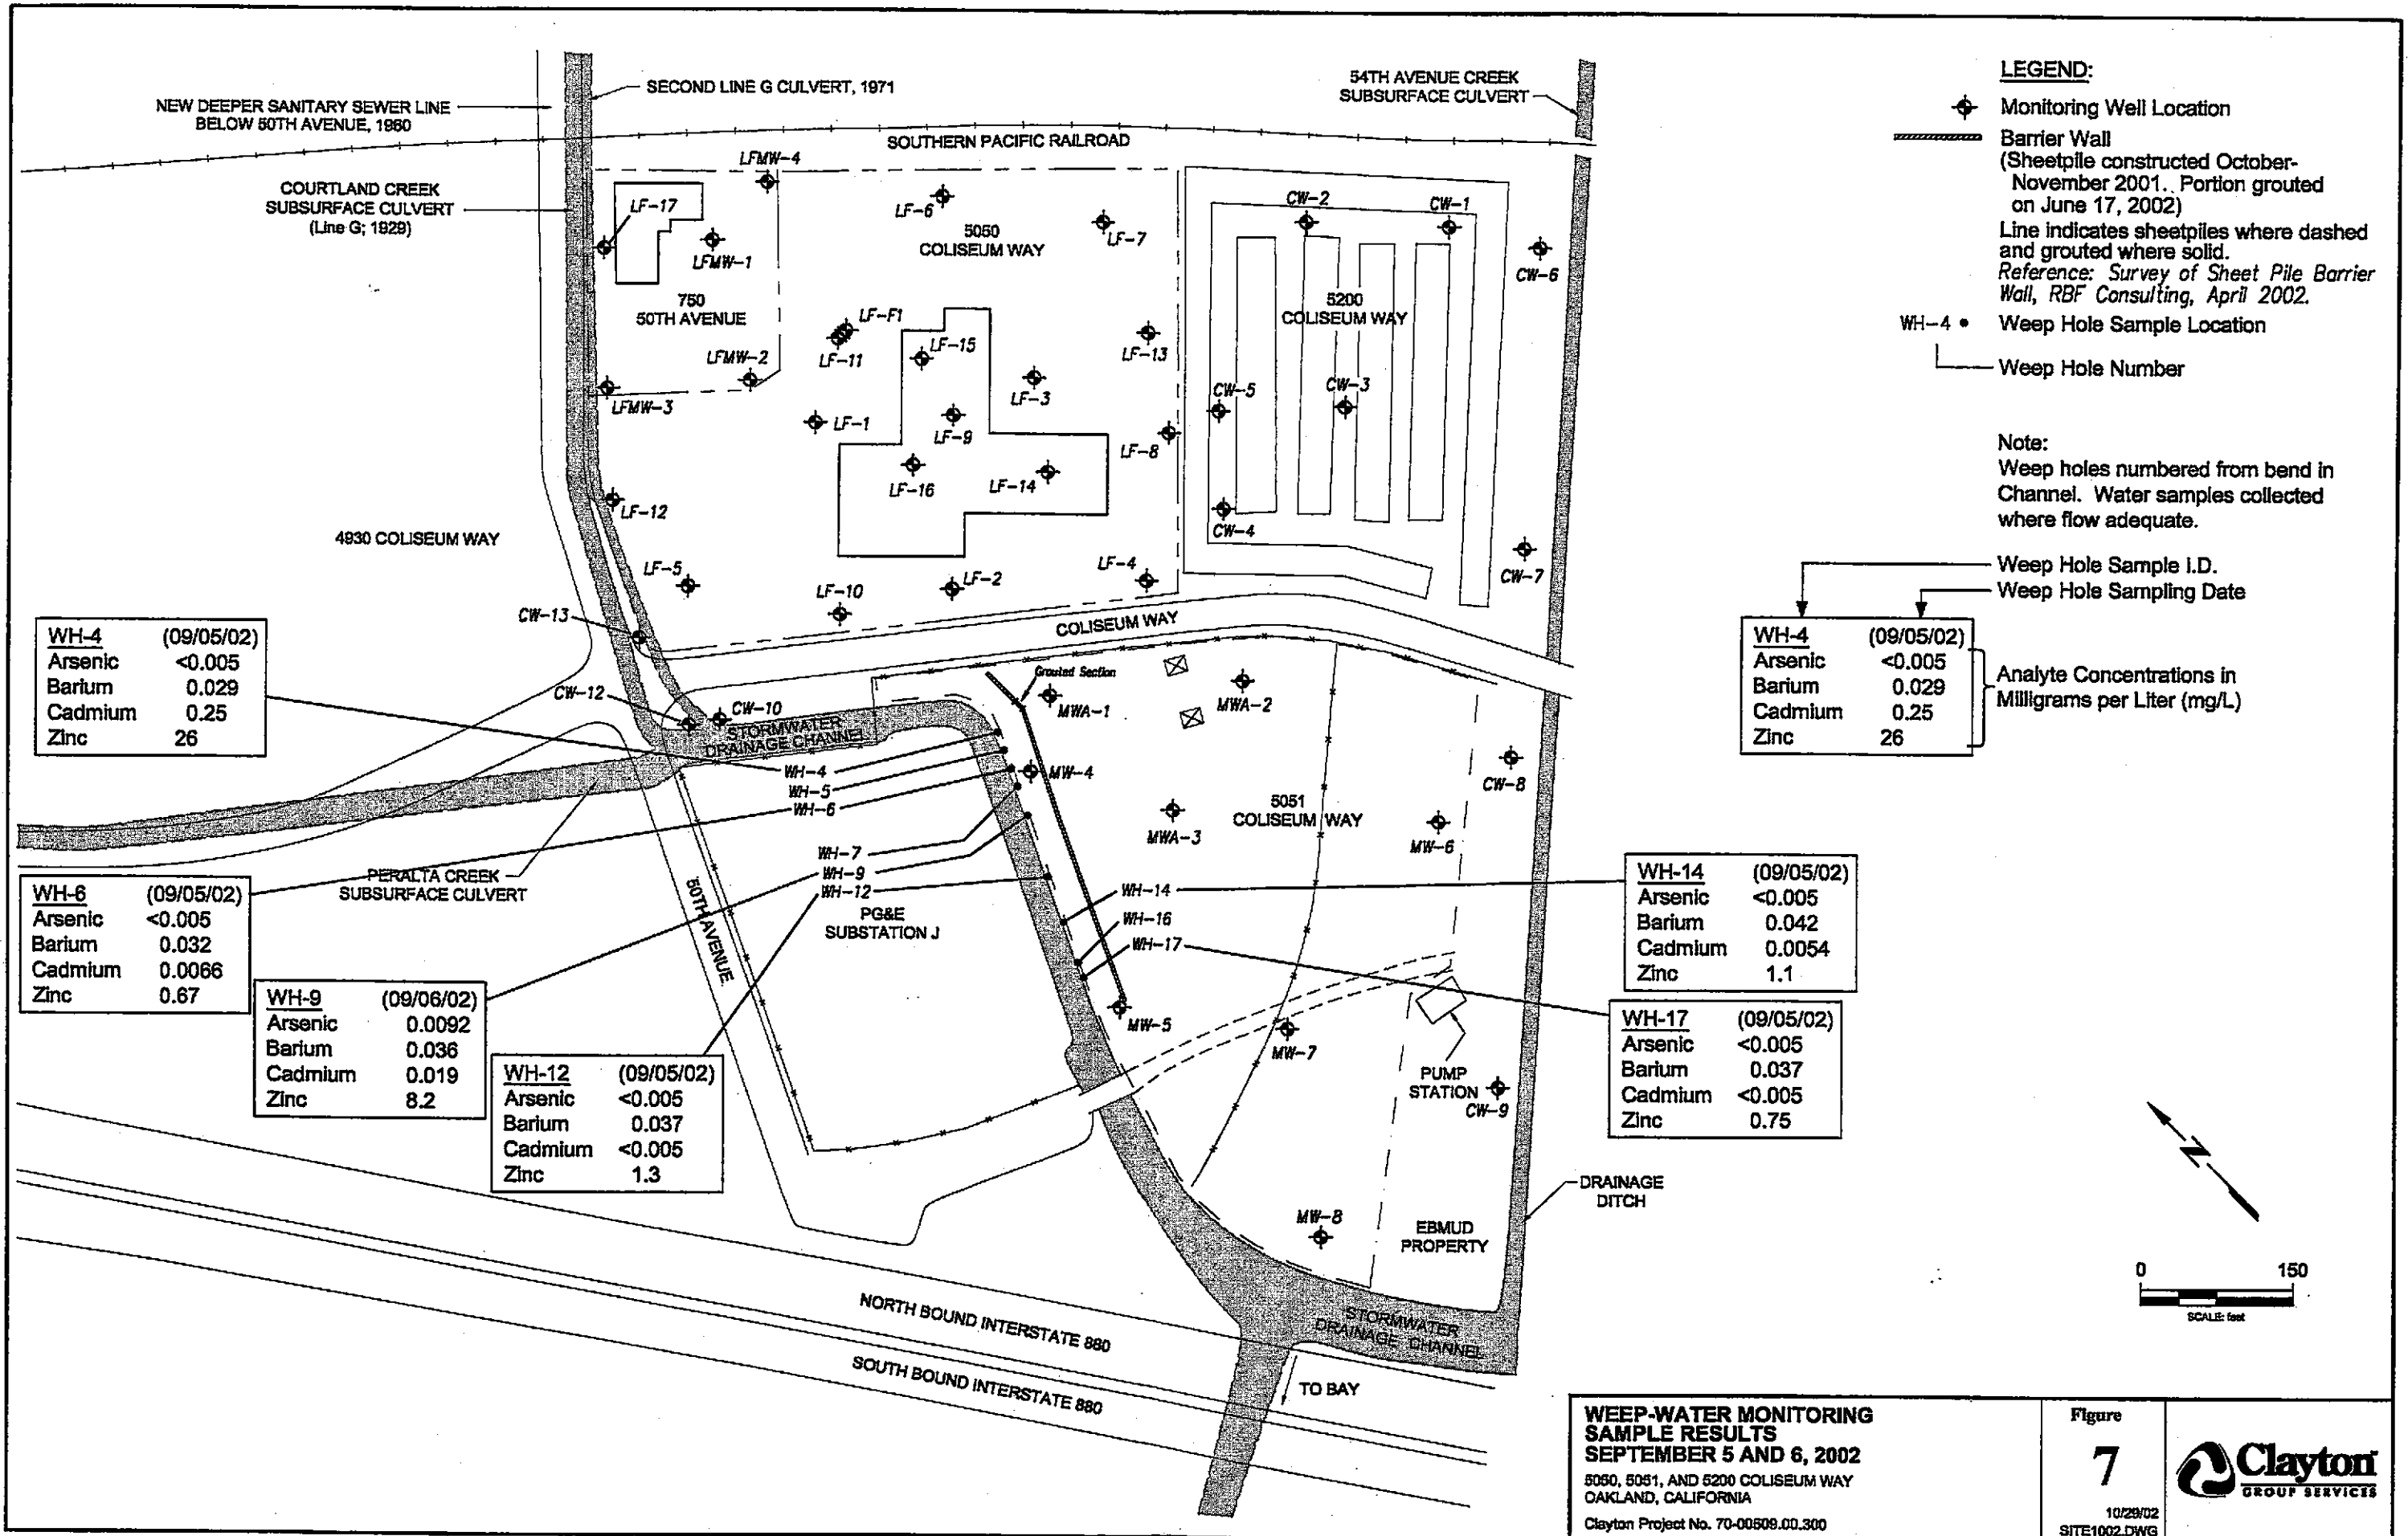 NEW DEEPER SANITARY SEWER LINE
BELOW 50TH AVENUE, 1960
SECOND LINE G CULVERT, 1971
54TH AVENUE CREEK
SUBSURFACE CULVERT
SOUTHERN PACIFIC RAILROAD
COURTLAND CREEK
SUBSURFACE CULVERT
(Line G; 1929)
LFMW-4
LF-17
LFMW-1
LF-6
LF-7
5050
COLISEUM WAY
750
50TH AVENUE
LF-F1
LF-11
LF-15
LFMW-2
LFMW-3
LF-1
LF-3
LF-9
LF-13
LF-8
LF-16
LF-14
LF-12
LF-5
LF-10
LF-2
LF-4
CW-2
CW-1
CW-6
5200
COLISEUM WAY
CW-5
CW-3
CW-4
CW-7
4930 COLISEUM WAY
CW-13
COLISEUM WAY
CW-12
CW-10
STORMWATER
DRAINAGE CHANNEL
Grouted Section
MWA-1
MWA-2
MW-4
MWA-3
5051
COLISEUM WAY
CW-8
MW-6
WH-4
WH-5
WH-6
WH-7
WH-9
WH-12
WH-14
WH-16
WH-17
PERALTA CREEK
SUBSURFACE CULVERT
50TH AVENUE
PG&E
SUBSTATION J
MW-5
MW-7
PUMP
STATION
CW-9
MW-8
EBMUD
PROPERTY
DRAINAGE
DITCH
STORMWATER
DRAINAGE CHANNEL
NORTH BOUND INTERSTATE 880
SOUTH BOUND INTERSTATE 880
TO BAY
WH-4 (09/05/02)
Arsenic <0.005
Barium 0.029
Cadmium 0.25
Zinc 26
WH-6 (09/05/02)
Arsenic <0.005
Barium 0.032
Cadmium 0.0066
Zinc 0.67
WH-9 (09/06/02)
Arsenic 0.0092
Barium 0.036
Cadmium 0.019
Zinc 8.2
WH-12 (09/05/02)
Arsenic <0.005
Barium 0.037
Cadmium <0.005
Zinc 1.3
WH-14 (09/05/02)
Arsenic <0.005
Barium 0.042
Cadmium 0.0054
Zinc 1.1
WH-17 (09/05/02)
Arsenic <0.005
Barium 0.037
Cadmium <0.005
Zinc 0.75
LEGEND:
Monitoring Well Location
Barrier Wall
(Sheetpile constructed October-
November 2001. Portion grouted
on June 17, 2002)
Line indicates sheetpiles where dashed
and grouted where solid.
Reference: Survey of Sheet Pile Barrier
Wall, RBF Consulting, April 2002.
WH-4 • Weep Hole Sample Location
Weep Hole Number
Note:
Weep holes numbered from bend in
Channel. Water samples collected
where flow adequate.
Weep Hole Sample I.D.
Weep Hole Sampling Date
WH-4 (09/05/02)
Arsenic <0.005
Barium 0.029
Cadmium 0.25
Zinc 26
Analyte Concentrations in
Milligrams per Liter (mg/L)
N
0 150
SCALE: feet
WEEP-WATER MONITORING
SAMPLE RESULTS
SEPTEMBER 5 AND 6, 2002
5050, 5051, AND 5200 COLISEUM WAY
OAKLAND, CALIFORNIA
Clayton Project No. 70-00509.00.300
Figure
7
10/29/02
SITE1002.DWG
Clayton
GROUP SERVICES